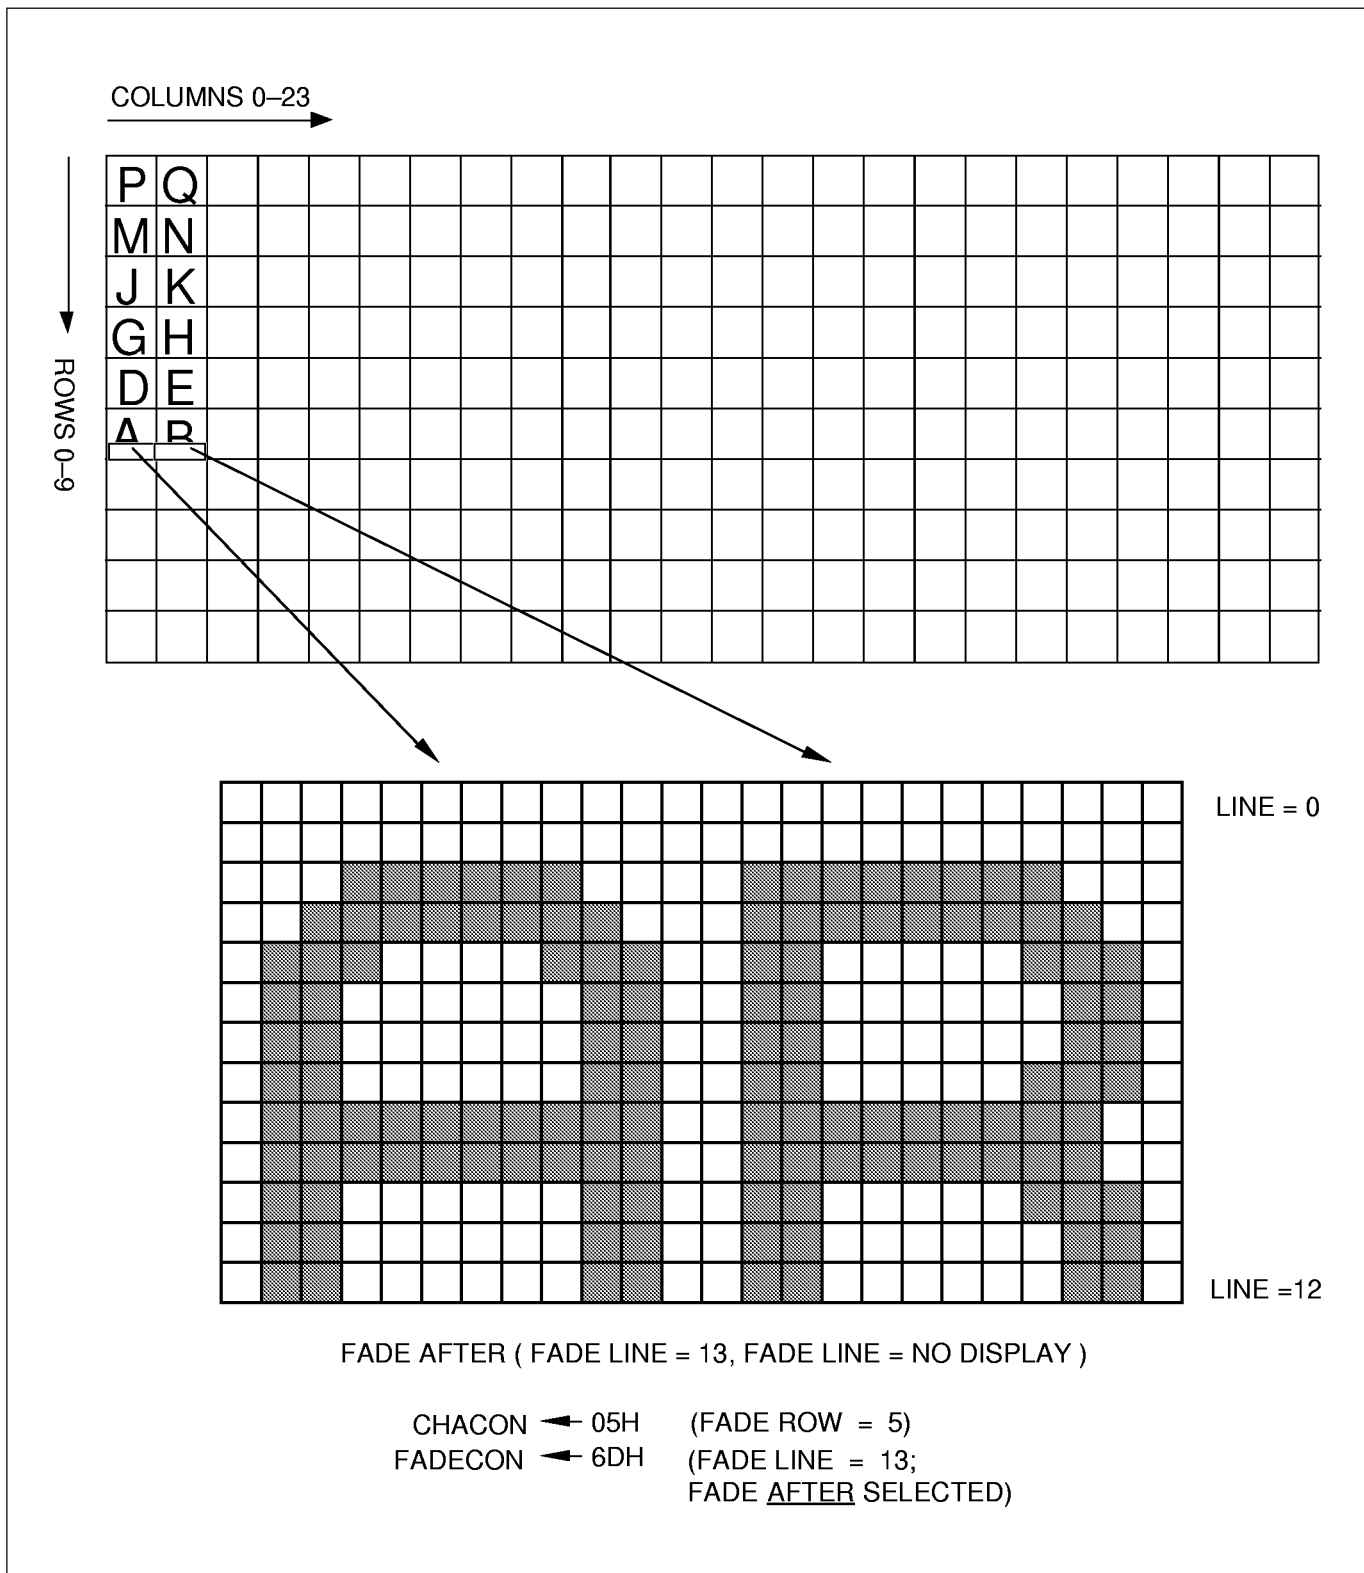 COLUMNS 0–23
ROWS 0–9
P Q
M N
J K
G H
D E
A B
LINE = 0
LINE =12
FADE AFTER ( FADE LINE = 13, FADE LINE = NO DISPLAY )
CHACON 05H (FADE ROW = 5)
FADECON 6DH (FADE LINE = 13;
FADE AFTER SELECTED)